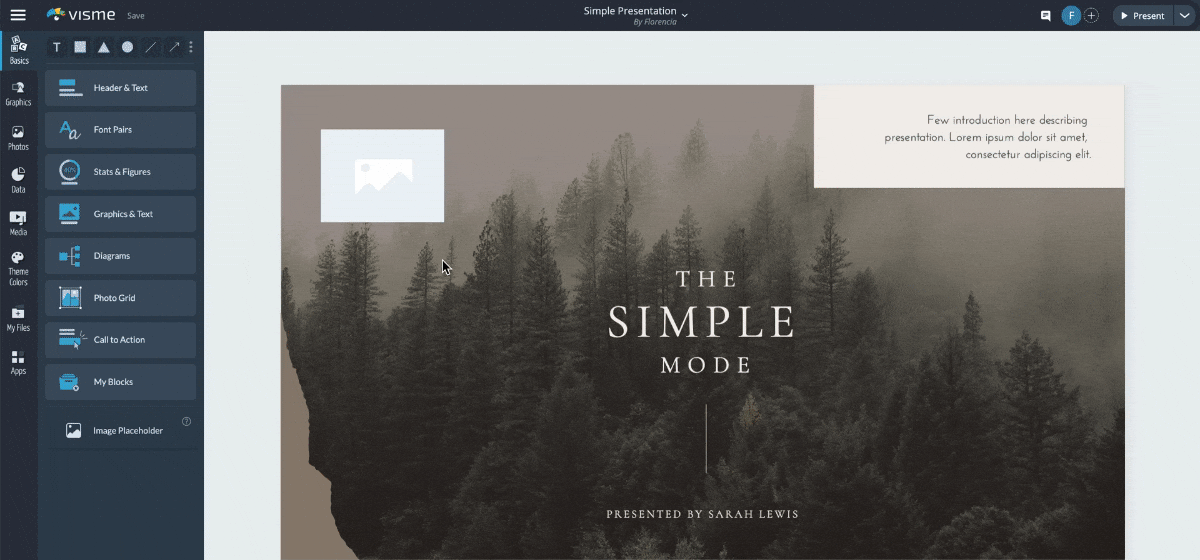 visme
Save
Simple Presentation
By Florencia
F
Present
Basics
Graphics
Photos
Data
Media
Theme
Colors
My Files
Apps
T
Header & Text
Aa
Font Pairs
40%
Stats & Figures
Graphics & Text
Diagrams
Photo Grid
Call to Action
My Blocks
Image Placeholder
?
Few introduction here describing
presentation. Lorem ipsum dolor sit amet,
consectetur adipiscing elit.
THE
SIMPLE
MODE
PRESENTED BY SARAH LEWIS